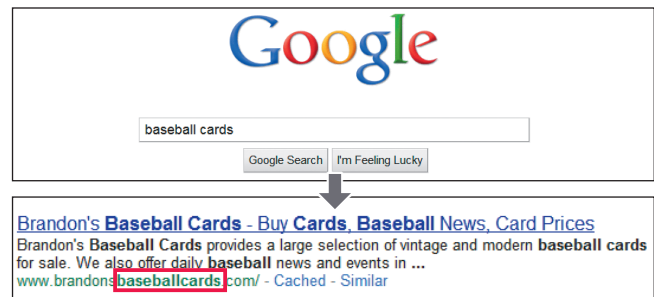 Google
baseball cards
Google Search I'm Feeling Lucky
Brandon's Baseball Cards - Buy Cards, Baseball News, Card Prices
Brandon's Baseball Cards provides a large selection of vintage and modern baseball cards
for sale. We also offer daily baseball news and events in ...
www.brandonsbaseballcards.com/ - Cached - Similar